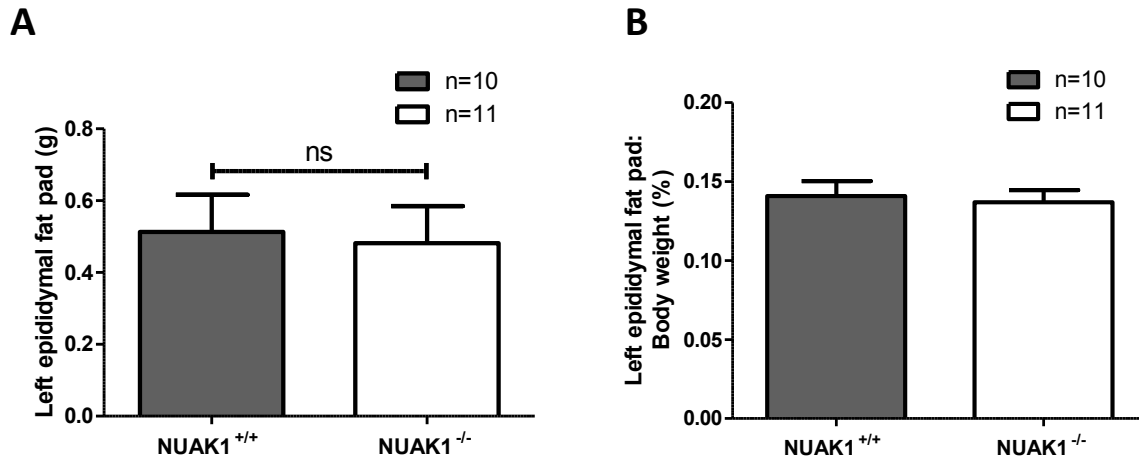 A
n=10
n=11
Left epididymal fat pad (g)
0.8
0.6
0.4
0.2
0.0
ns
NUAK1+/+
NUAK1-/-
B
n=10
n=11
Left epididymal fat pad:
Body weight (%)
0.20
0.15
0.10
0.05
0.00
NUAK1+/+
NUAK1-/-